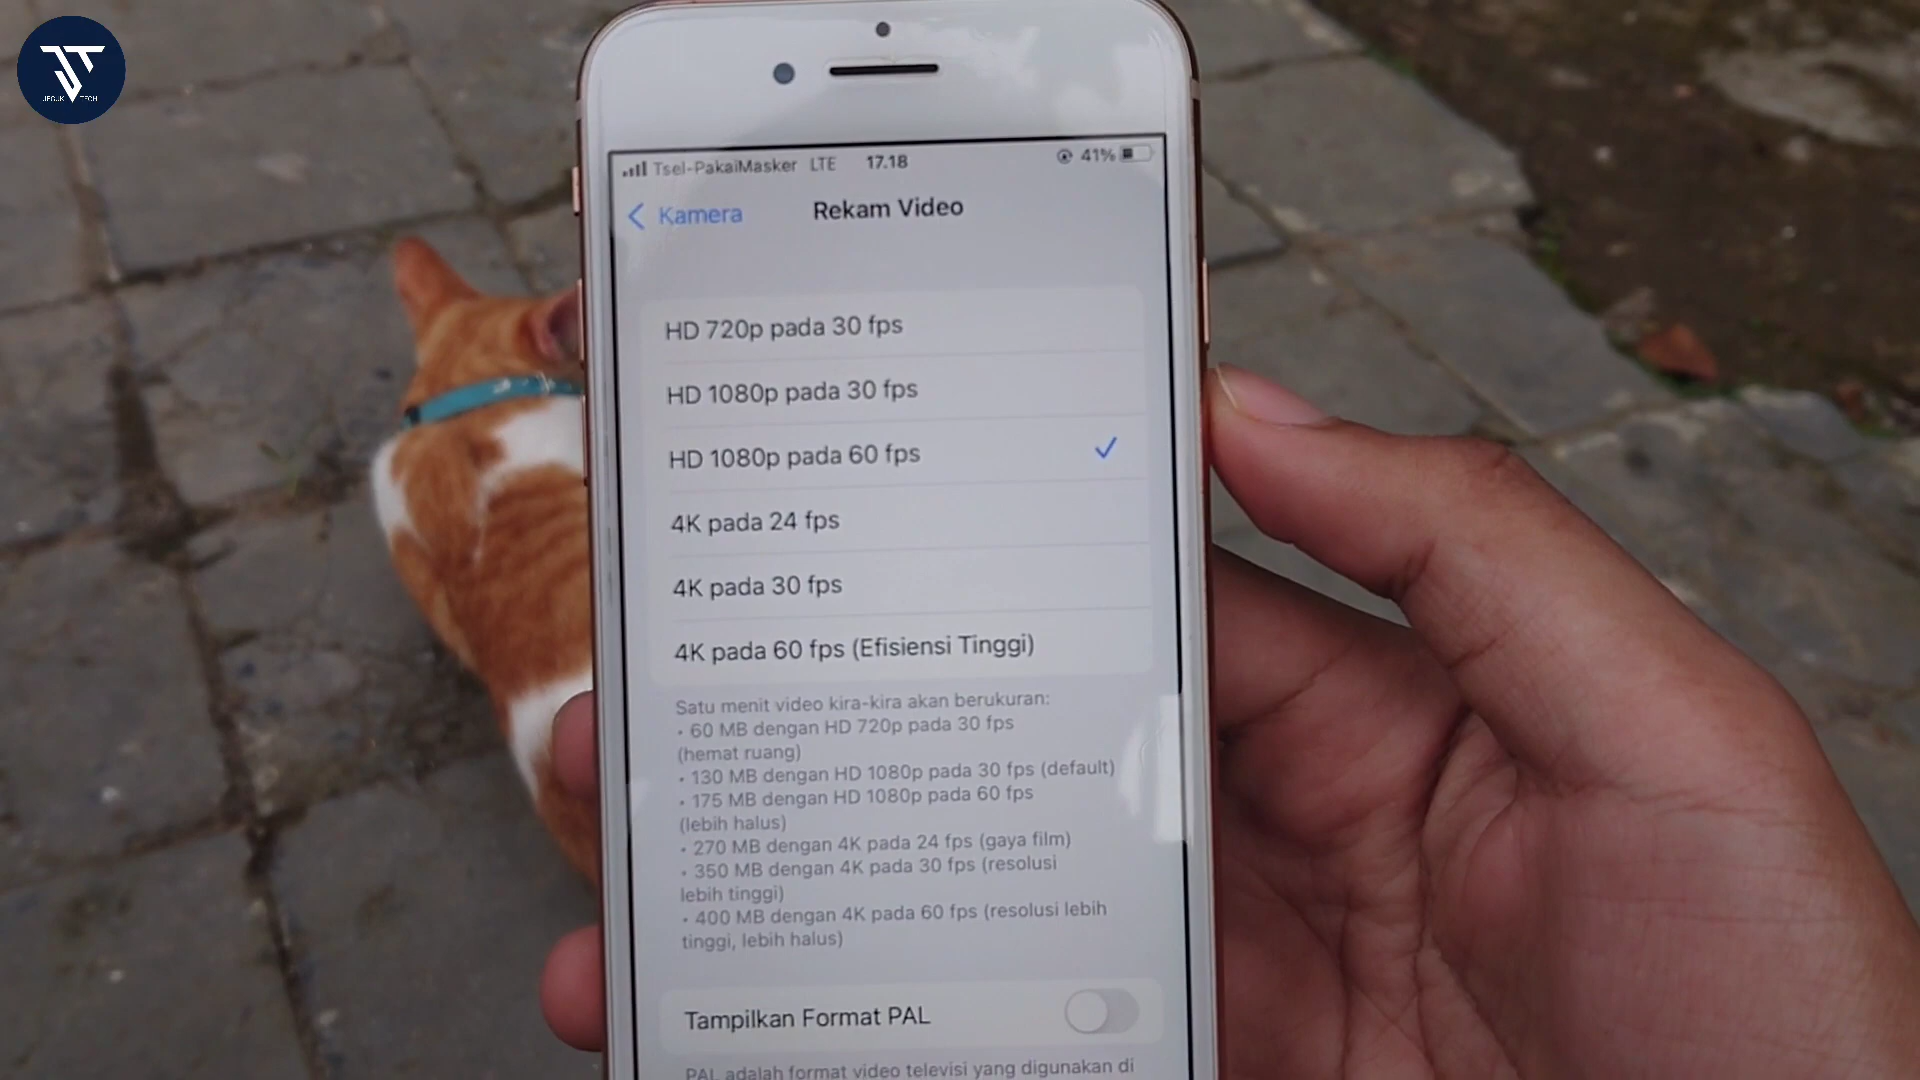 JEGUK TECH
Tsel-PakaiMasker LTE 17.18 41%
Kamera Rekam Video
HD 720p pada 30 fps
HD 1080p pada 30 fps
HD 1080p pada 60 fps
4K pada 24 fps
4K pada 30 fps
4K pada 60 fps (Efisiensi Tinggi)
Satu menit video kira-kira akan berukuran:
• 60 MB dengan HD 720p pada 30 fps
(hemat ruang)
• 130 MB dengan HD 1080p pada 30 fps (default)
• 175 MB dengan HD 1080p pada 60 fps
(lebih halus)
• 270 MB dengan 4K pada 24 fps (gaya film)
• 350 MB dengan 4K pada 30 fps (resolusi
lebih tinggi)
• 400 MB dengan 4K pada 60 fps (resolusi lebih
tinggi, lebih halus)
Tampilkan Format PAL
PAL adalah format video televisi yang digunakan di